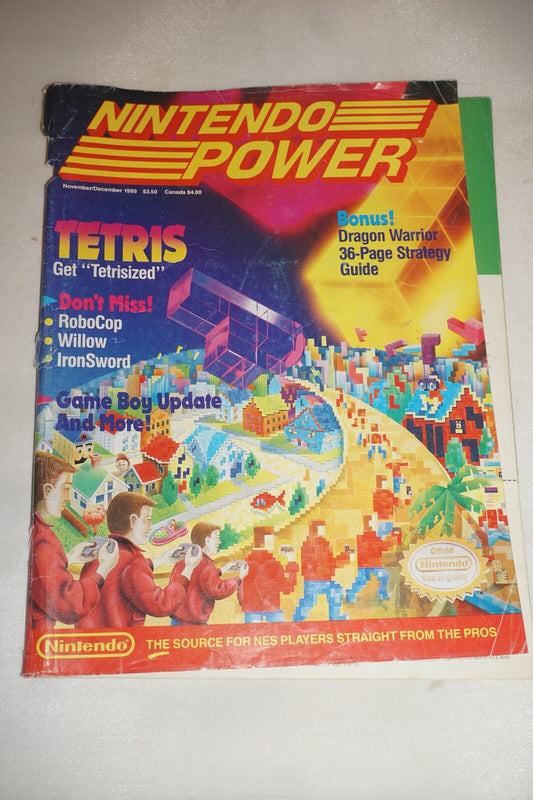 NINTENDO
POWER™
November/December 1989 $3.50 Canada $4.00
TETRIS
Get "Tetrisized"
Bonus!
Dragon Warrior
36-Page Strategy
Guide
Don't Miss!
RoboCop
Willow
IronSword
Game Boy Update
And More!
Official
Nintendo
Seal of Quality
Nintendo
THE SOURCE FOR NES PLAYERS STRAIGHT FROM THE PROS